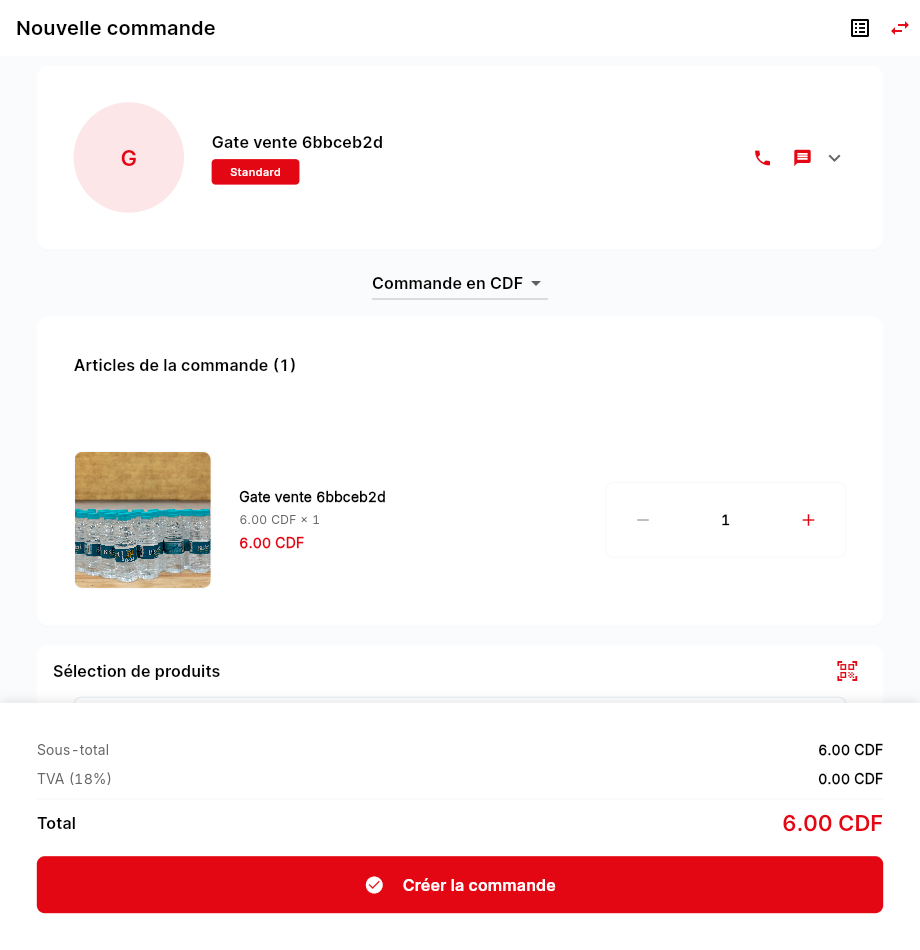 Nouvelle commande
G
Gate vente 6bbceb2d
Standard
Commande en CDF
Articles de la commande (1)
Gate vente 6bbceb2d
6.00 CDF × 1
6.00 CDF
1
Sélection de produits
Sous-total 6.00 CDF
TVA (18%) 0.00 CDF
Total 6.00 CDF
Créer la commande